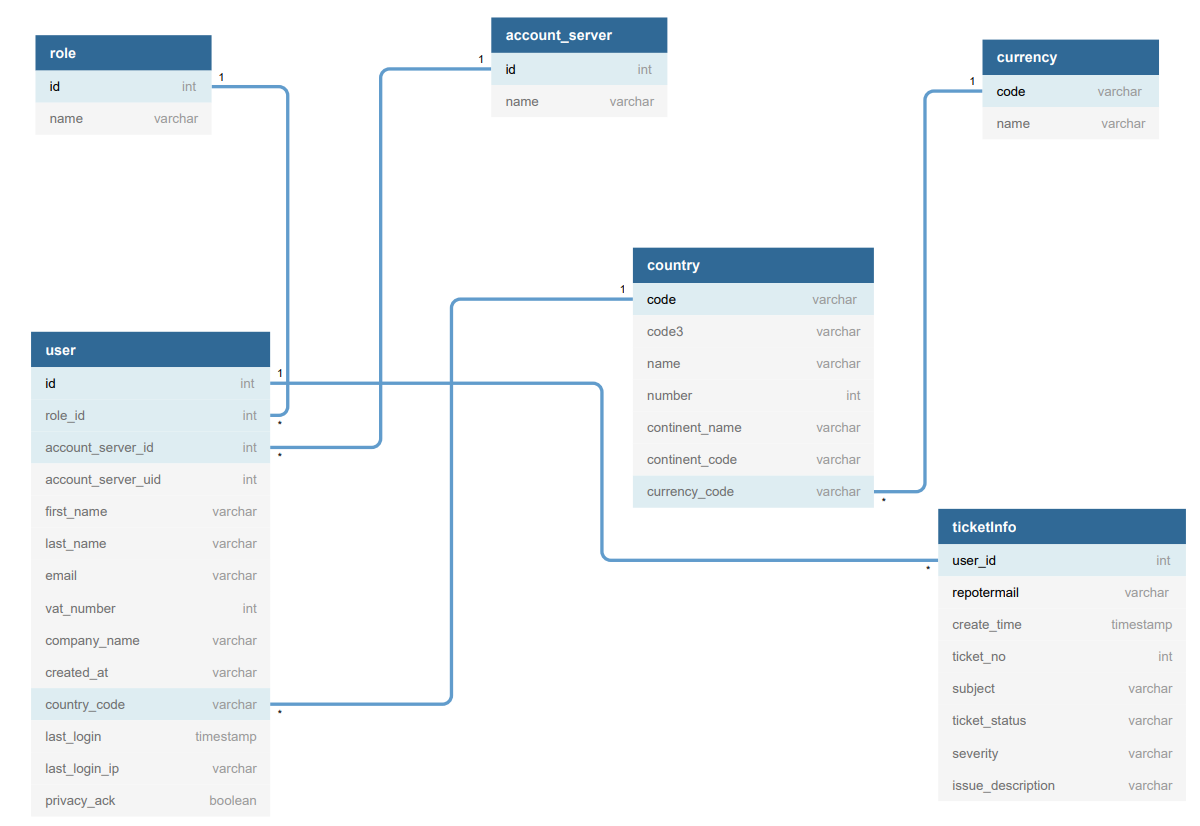 role
id int
name varchar
account_server
id int
name varchar
currency
code varchar
name varchar
1
1
1
country
code varchar
code3 varchar
name varchar
number int
continent_name varchar
continent_code varchar
currency_code varchar
1
*
user
id int
role_id int
account_server_id int
account_server_uid int
first_name varchar
last_name varchar
email varchar
vat_number int
company_name varchar
created_at varchar
country_code varchar
last_login timestamp
last_login_ip varchar
privacy_ack boolean
1
*
*
*
ticketInfo
user_id int
repotermail varchar
create_time timestamp
ticket_no int
subject varchar
ticket_status varchar
severity varchar
issue_description varchar
*